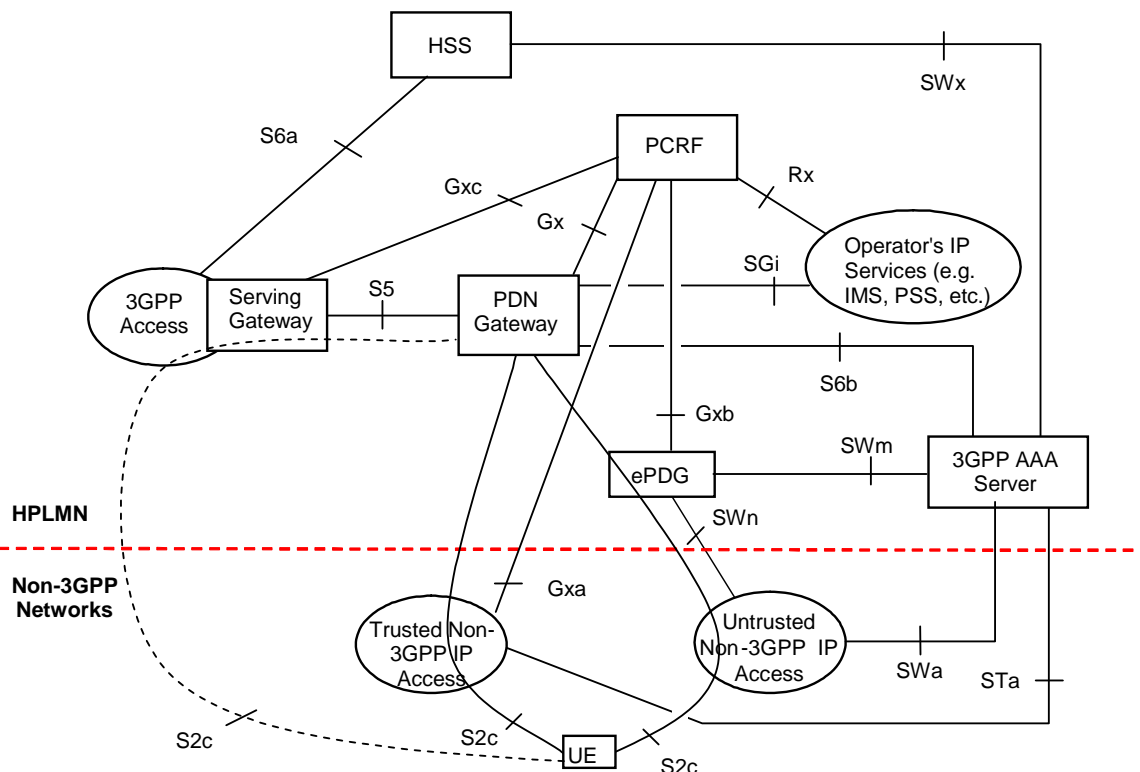 HSS
SWx
S6a
PCRF
Rx
Gxc
Gx
Operator's IP
Services (e.g.
IMS, PSS, etc.)
SGi
3GPP
Access
Serving
Gateway
S5
PDN
Gateway
S6b
Gxb
SWm
3GPP AAA
Server
ePDG
HPLMN
SWn
Non-3GPP
Networks
Gxa
Trusted Non-
3GPP IP
Access
Untrusted
Non-3GPP IP
Access
SWa
STa
S2c
S2c
UE
S2c